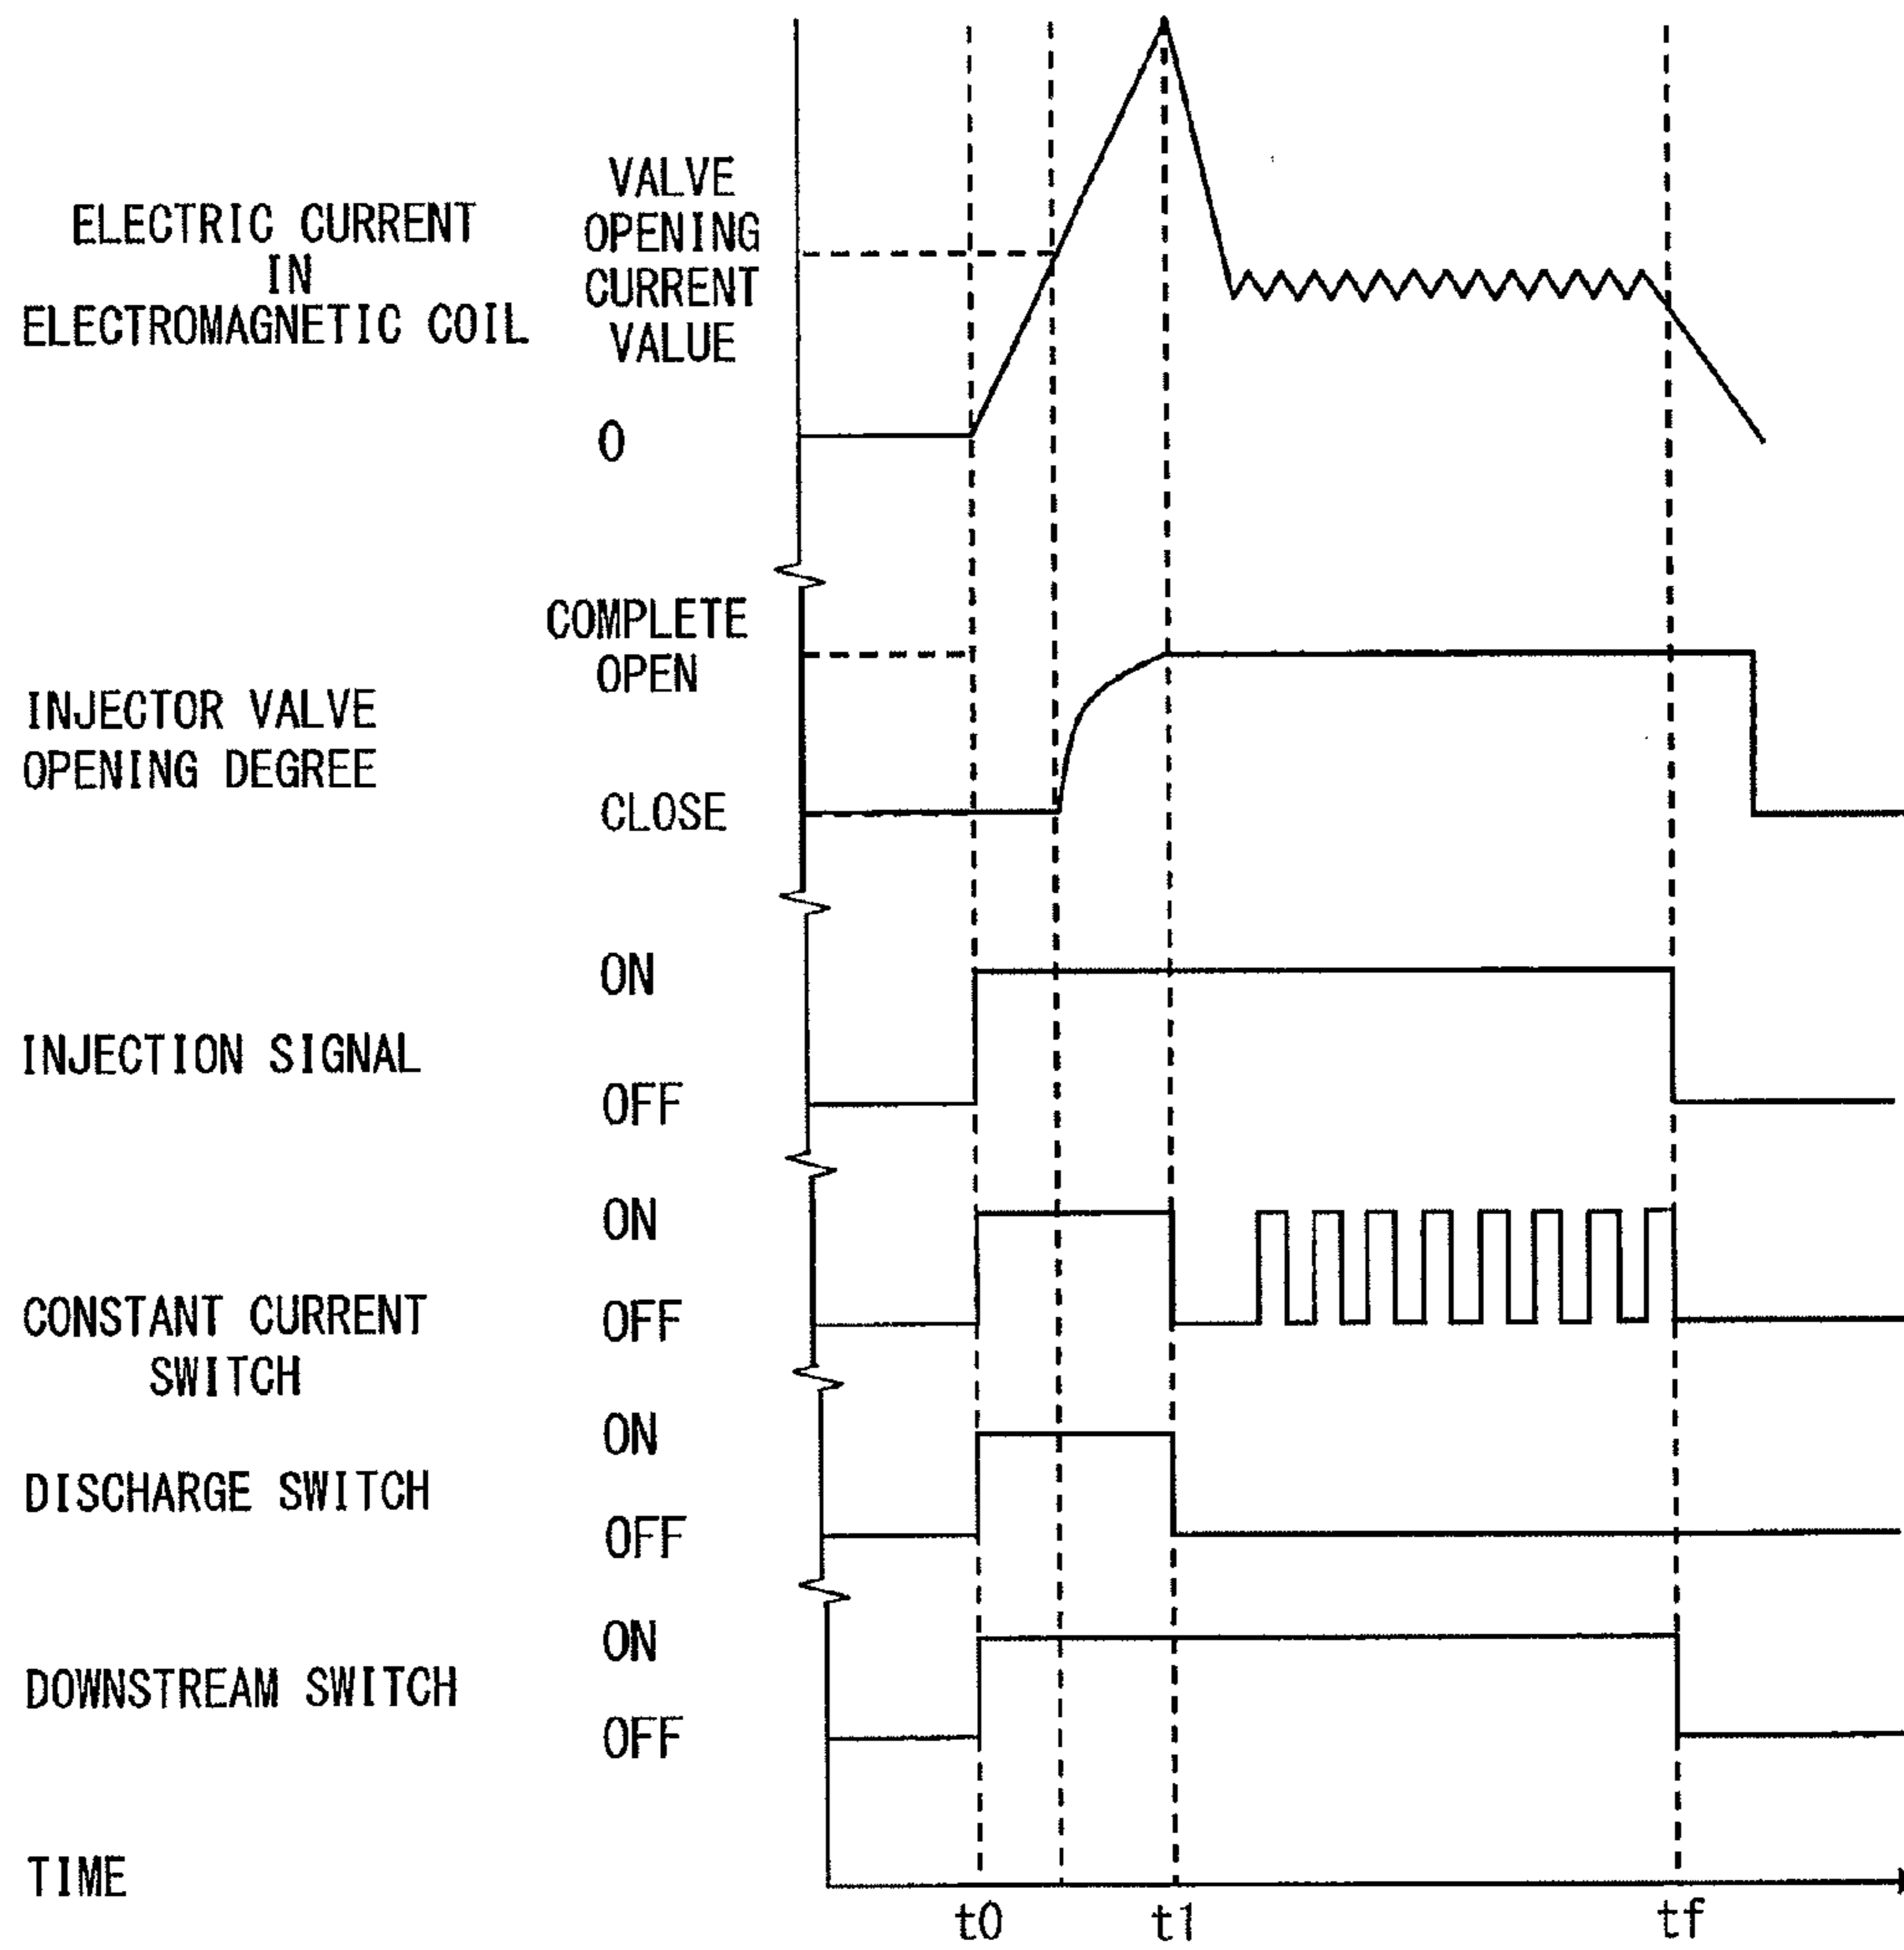 ELECTRIC CURRENT
IN
ELECTROMAGNETIC COIL
VALVE
OPENING
CURRENT
VALUE
0
INJECTOR VALVE
OPENING DEGREE
COMPLETE
OPEN
CLOSE
INJECTION SIGNAL
ON
OFF
CONSTANT CURRENT
SWITCH
ON
OFF
DISCHARGE SWITCH
ON
OFF
DOWNSTREAM SWITCH
ON
OFF
TIME
t0
t1
tf